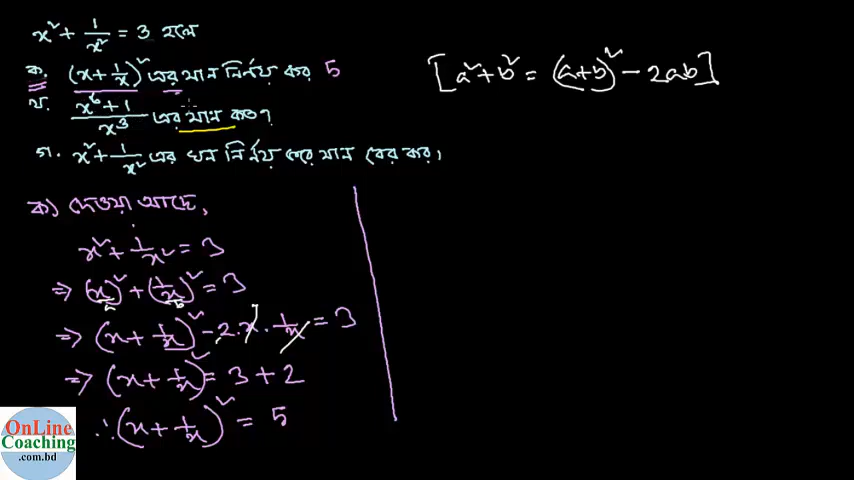 x² + 1/x² = 3 হলে
ক. (x + 1/x)² এর মান নির্ণয় কর 5
[a² + b² = (a+b)² − 2ab]
খ. (x⁶ + 1)/x³ এর মান কত?
গ. x² + 1/x² এর ঘন নির্ণয় করে মান বের কর।
ক) দেওয়া আছে,
x² + 1/x² = 3
⇒ (x)² + (1/x)² = 3
a b
⇒ (x + 1/x)² − 2.x.1/x = 3
⇒ (x + 1/x)² = 3 + 2
∴ (x + 1/x)² = 5
OnLine
Coaching
.com.bd